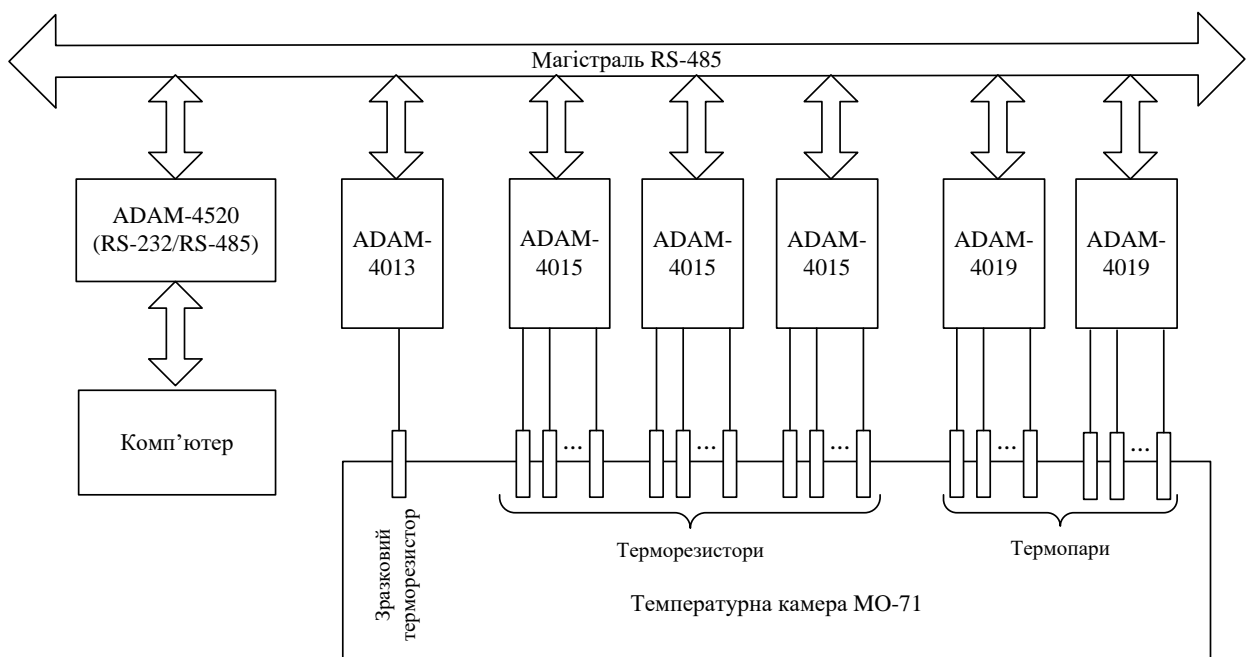 Магістраль RS-485
ADAM-4520
(RS-232/RS-485)
ADAM-
4013
ADAM-
4015
ADAM-
4015
ADAM-
4015
ADAM-
4019
ADAM-
4019
Комп’ютер
...
...
...
...
...
Зразковий
терморезистор
Терморезистори
Термопари
Температурна камера МО-71